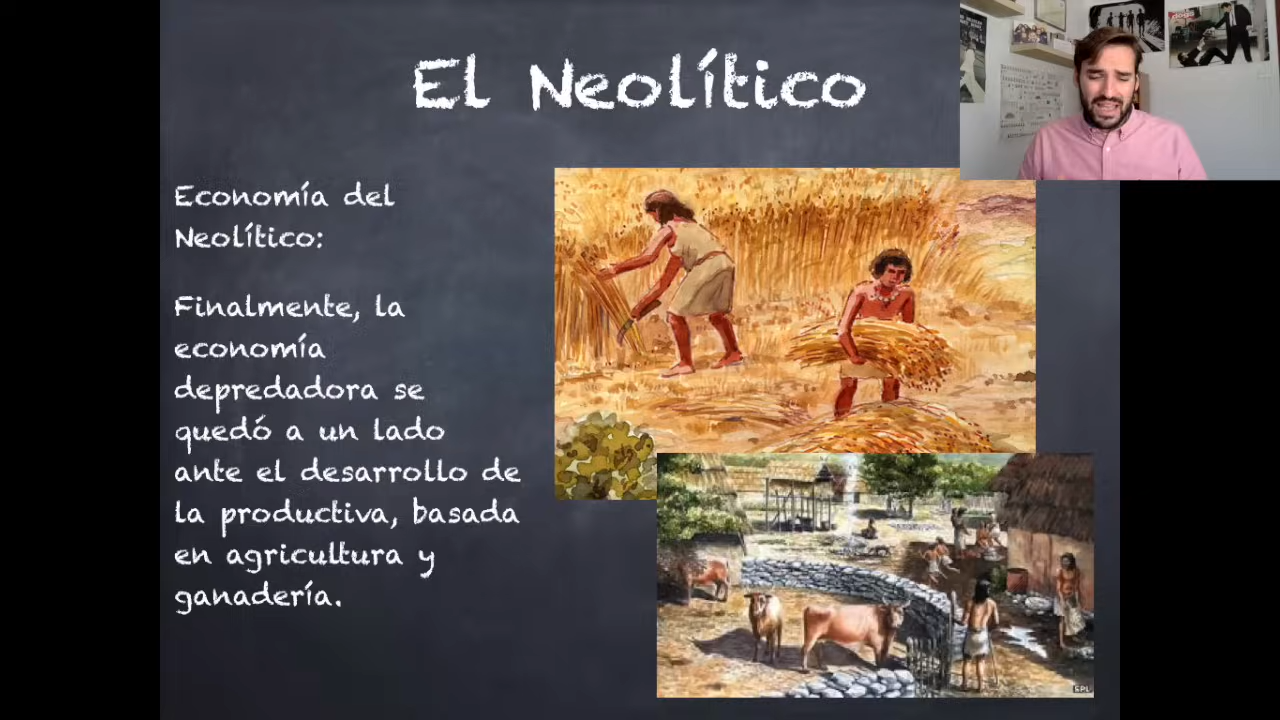 El Neolítico
Economía del
Neolítico:
Finalmente, la
economía
depredadora se
quedó a un lado
ante el desarrollo de
la productiva, basada
en agricultura y
ganadería.
SPL